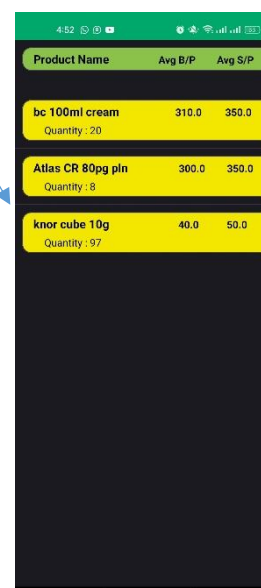 4:52
Product Name Avg B/P Avg S/P
bc 100ml cream 310.0 350.0
Quantity : 20
Atlas CR 80pg pln 300.0 350.0
Quantity : 8
knor cube 10g 40.0 50.0
Quantity : 97